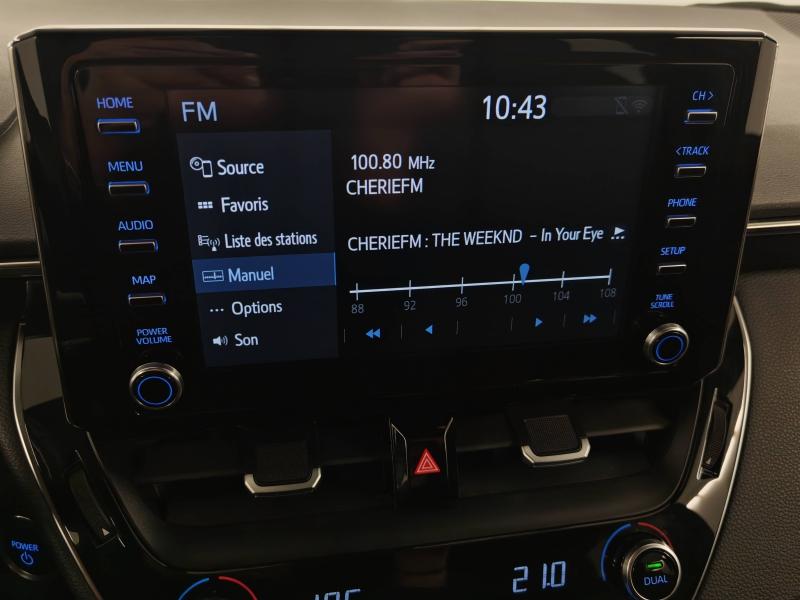 HOME
MENU
AUDIO
MAP
POWER
VOLUME
FM
10:43
Source
Favoris
Liste des stations
Manuel
Options
Son
100.80 MHz
CHERIEFM
CHERIEFM : THE WEEKND - In Your Eye
88 92 96 100 104 108
CH >
< TRACK
PHONE
SETUP
TUNE
SCROLL
POWER
21.0
DUAL